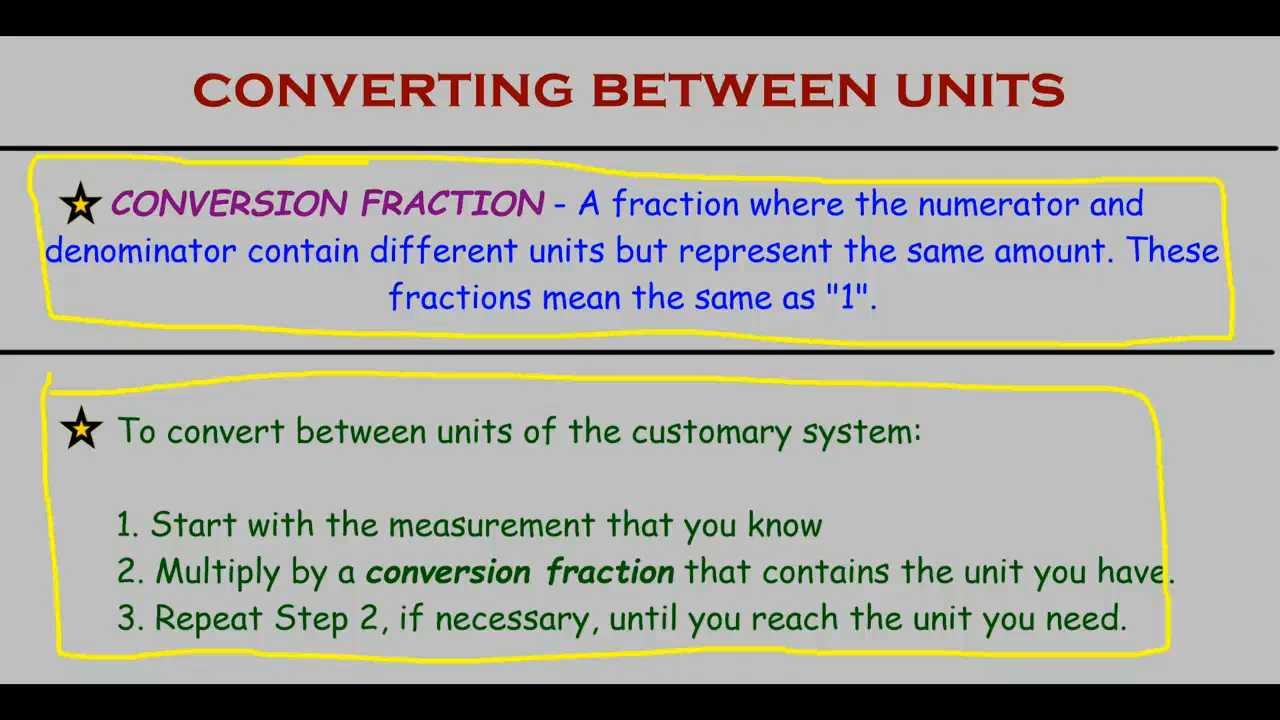 CONVERTING BETWEEN UNITS
CONVERSION FRACTION - A fraction where the numerator and
denominator contain different units but represent the same amount. These
fractions mean the same as "1".
To convert between units of the customary system:
1. Start with the measurement that you know
2. Multiply by a conversion fraction that contains the unit you have.
3. Repeat Step 2, if necessary, until you reach the unit you need.